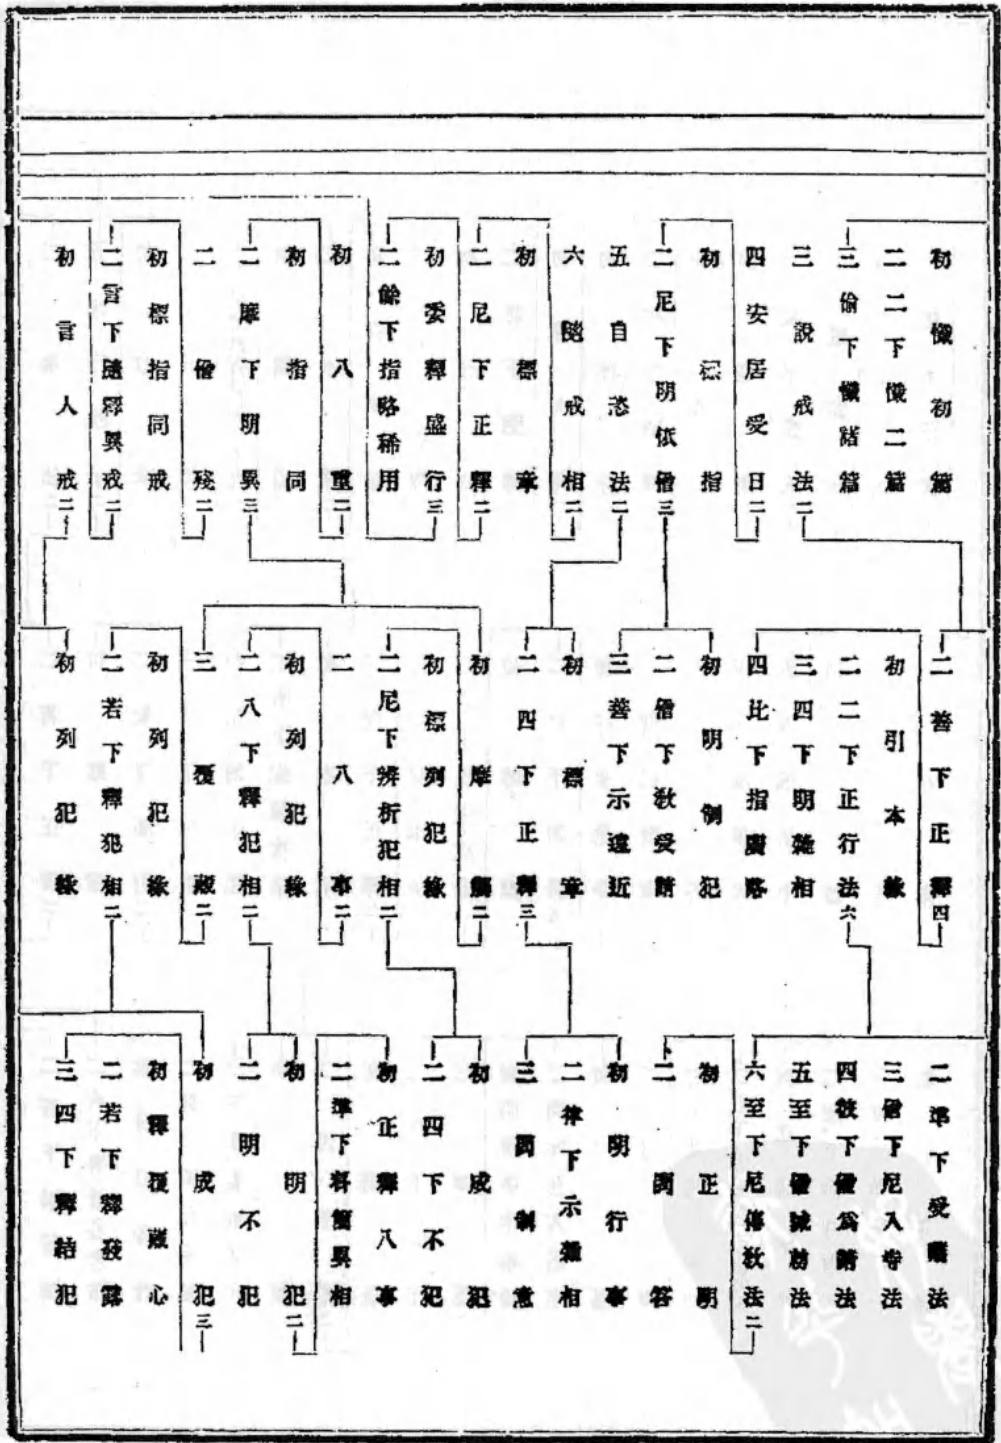 初懺初篇
二二下懺二篇
三偷下懺諸篇
三說戒法二
四安居受日二
初標指
二尼下明依僧三
五自恣法二
六隨戒相二
初標章
二尼下正釋二
初委釋盛行三
二餘下指略稀用
初八重二
初指同
二靡下明異三
二僧殘二
初標指同戒
二言下隨釋異戒二
初言人戒二
二善下正釋四
初引本緣
二二下正行法六
三四下明雜相
四比下指廣略
初明制犯
二僧下教受請
三善下示遠近
初標章
二四下正釋三
初摩觸二
初標列犯緣
二尼下辨析犯相二
二八事二
初列犯緣
二八下釋犯相二
三覆藏二
初列犯緣
二若下釋犯相二
初列犯緣
二準下受囑法
三僧下尼入寺法
四彼下僧為請法
五至下僧誡勅法
六至下尼傳教法二
初正明
二問答
初明行事
二律下示雜相
三問制意
初成犯
二四下不犯
初正釋八事
二準下料簡異相
初明犯二
二明不犯
初成犯三
初釋覆藏心
二若下釋發露
三四下釋結犯